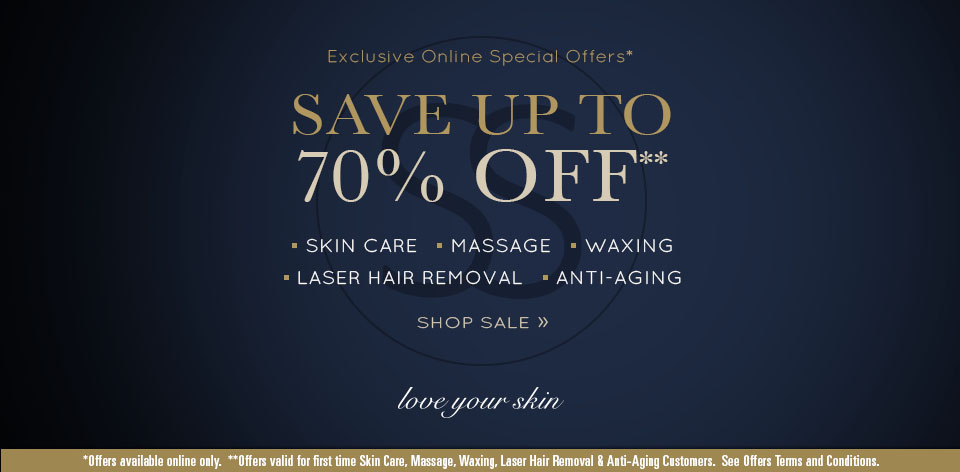 Exclusive Online Special Offers*
SAVE UP TO
70% OFF**
▪ SKIN CARE ▪ MASSAGE ▪ WAXING
▪ LASER HAIR REMOVAL ▪ ANTI-AGING
SHOP SALE »
love your skin
*Offers available online only. **Offers valid for first time Skin Care, Massage, Waxing, Laser Hair Removal & Anti-Aging Customers. See Offers Terms and Conditions.
SS